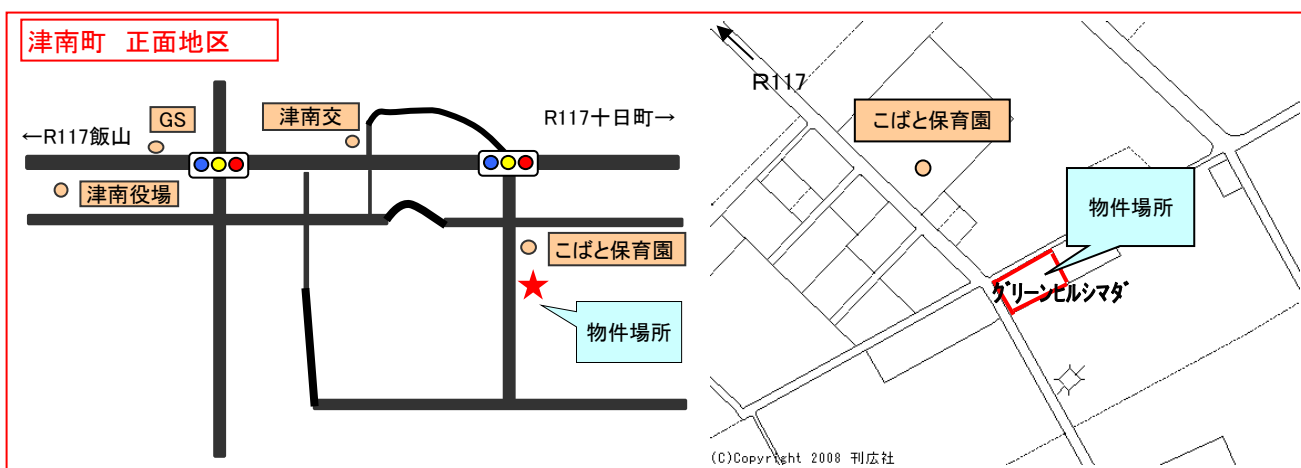 津南町 正面地区
←R117飯山
GS
津南交
R117十日町→
津南役場
こばと保育園
物件場所
R117
こばと保育園
物件場所
グリーンヒルシマダ
(C)Copyright 2008 刊広社